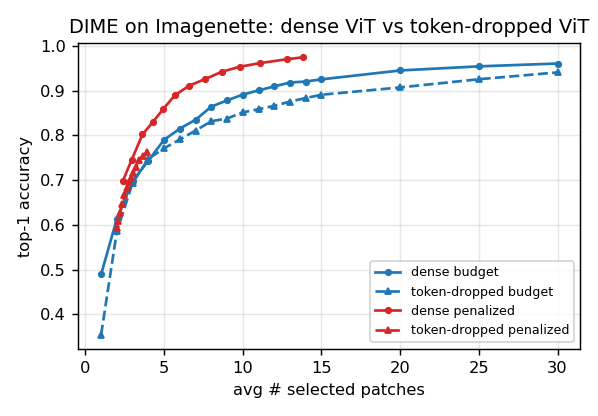 DIME on Imagenette: dense ViT vs token-dropped ViT
1.0
0.9
0.8
0.7
0.6
0.5
0.4
top-1 accuracy
0 5 10 15 20 25 30
avg # selected patches
dense budget
token-dropped budget
dense penalized
token-dropped penalized